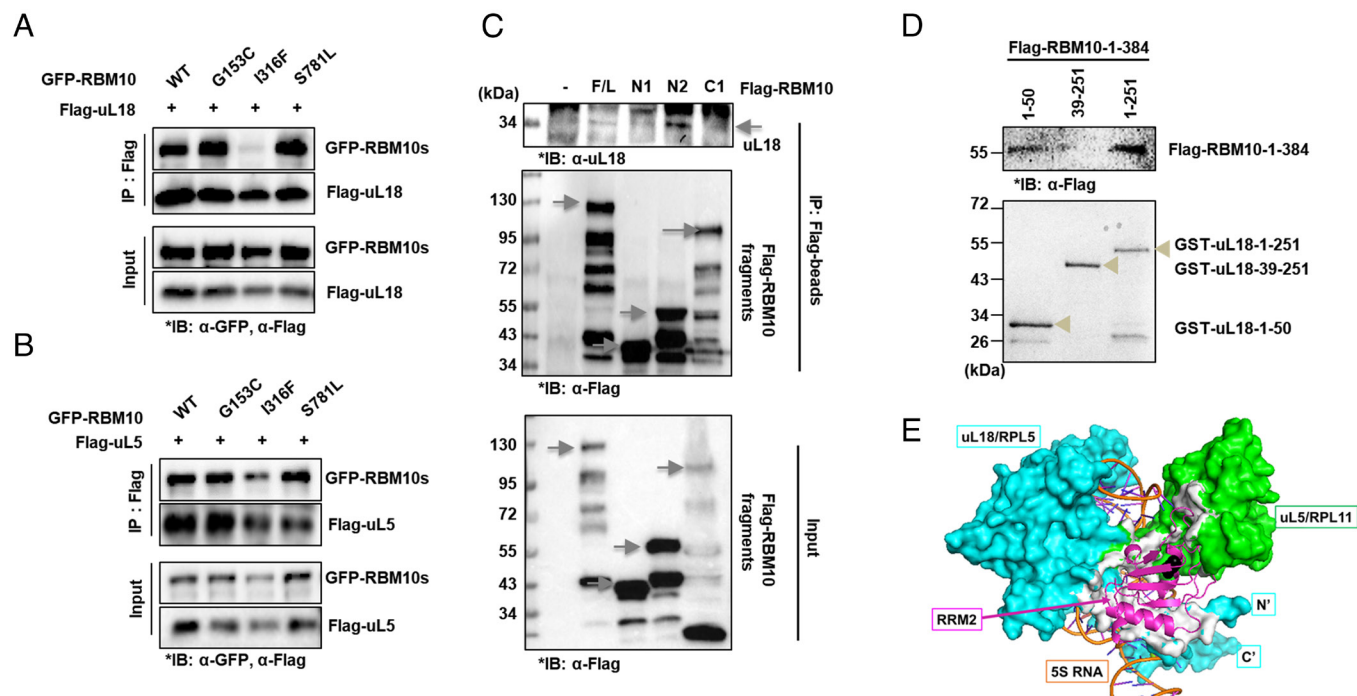 A
GFP-RBM10 WT G153C I316F S781L
Flag-uL18 + + + +
IP : Flag
GFP-RBM10s
Flag-uL18
Input
GFP-RBM10s
Flag-uL18
*IB: α-GFP, α-Flag
B
GFP-RBM10 WT G153C I316F S781L
Flag-uL5 + + + +
IP : Flag
GFP-RBM10s
Flag-uL5
Input
GFP-RBM10s
Flag-uL5
*IB: α-GFP, α-Flag
C
(kDa) - F/L N1 N2 C1 Flag-RBM10
34
uL18
*IB: α-uL18
130
95
72
55
43
34
Flag-RBM10
fragments
IP: Flag-beads
*IB: α-Flag
130
95
72
55
43
34
Flag-RBM10
fragments
Input
*IB: α-Flag
D
Flag-RBM10-1-384
1-50 39-251 1-251
55
Flag-RBM10-1-384
*IB: α-Flag
72
55
43
34
26
(kDa)
GST-uL18-1-251
GST-uL18-39-251
GST-uL18-1-50
E
uL18/RPL5
uL5/RPL11
RRM2
N'
C'
5S RNA